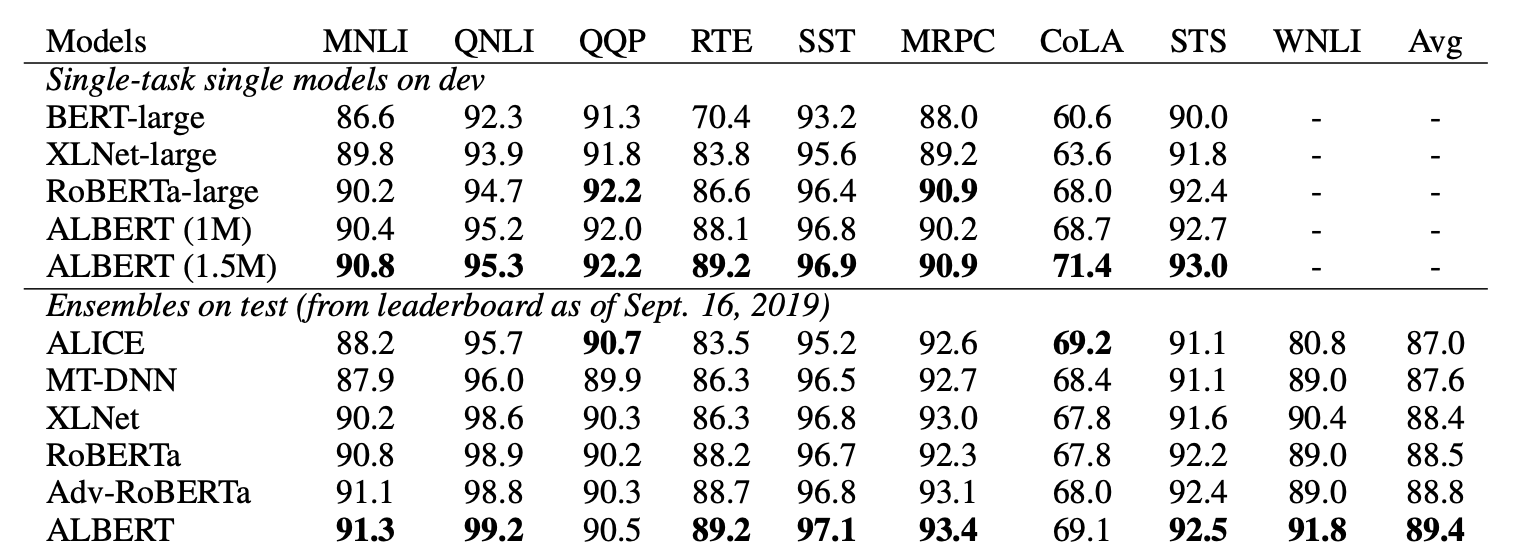 Models MNLI QNLI QQP RTE SST MRPC CoLA STS WNLI Avg
Single-task single models on dev
BERT-large 86.6 92.3 91.3 70.4 93.2 88.0 60.6 90.0 - -
XLNet-large 89.8 93.9 91.8 83.8 95.6 89.2 63.6 91.8 - -
RoBERTa-large 90.2 94.7 92.2 86.6 96.4 90.9 68.0 92.4 - -
ALBERT (1M) 90.4 95.2 92.0 88.1 96.8 90.2 68.7 92.7 - -
ALBERT (1.5M) 90.8 95.3 92.2 89.2 96.9 90.9 71.4 93.0 - -
Ensembles on test (from leaderboard as of Sept. 16, 2019)
ALICE 88.2 95.7 90.7 83.5 95.2 92.6 69.2 91.1 80.8 87.0
MT-DNN 87.9 96.0 89.9 86.3 96.5 92.7 68.4 91.1 89.0 87.6
XLNet 90.2 98.6 90.3 86.3 96.8 93.0 67.8 91.6 90.4 88.4
RoBERTa 90.8 98.9 90.2 88.2 96.7 92.3 67.8 92.2 89.0 88.5
Adv-RoBERTa 91.1 98.8 90.3 88.7 96.8 93.1 68.0 92.4 89.0 88.8
ALBERT 91.3 99.2 90.5 89.2 97.1 93.4 69.1 92.5 91.8 89.4